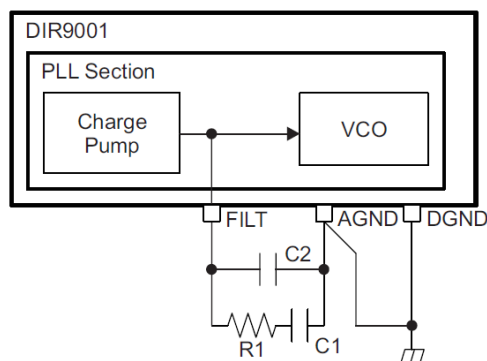 DIR9001
PLL Section
Charge
Pump
VCO
FILT
AGND
DGND
C2
R1
C1